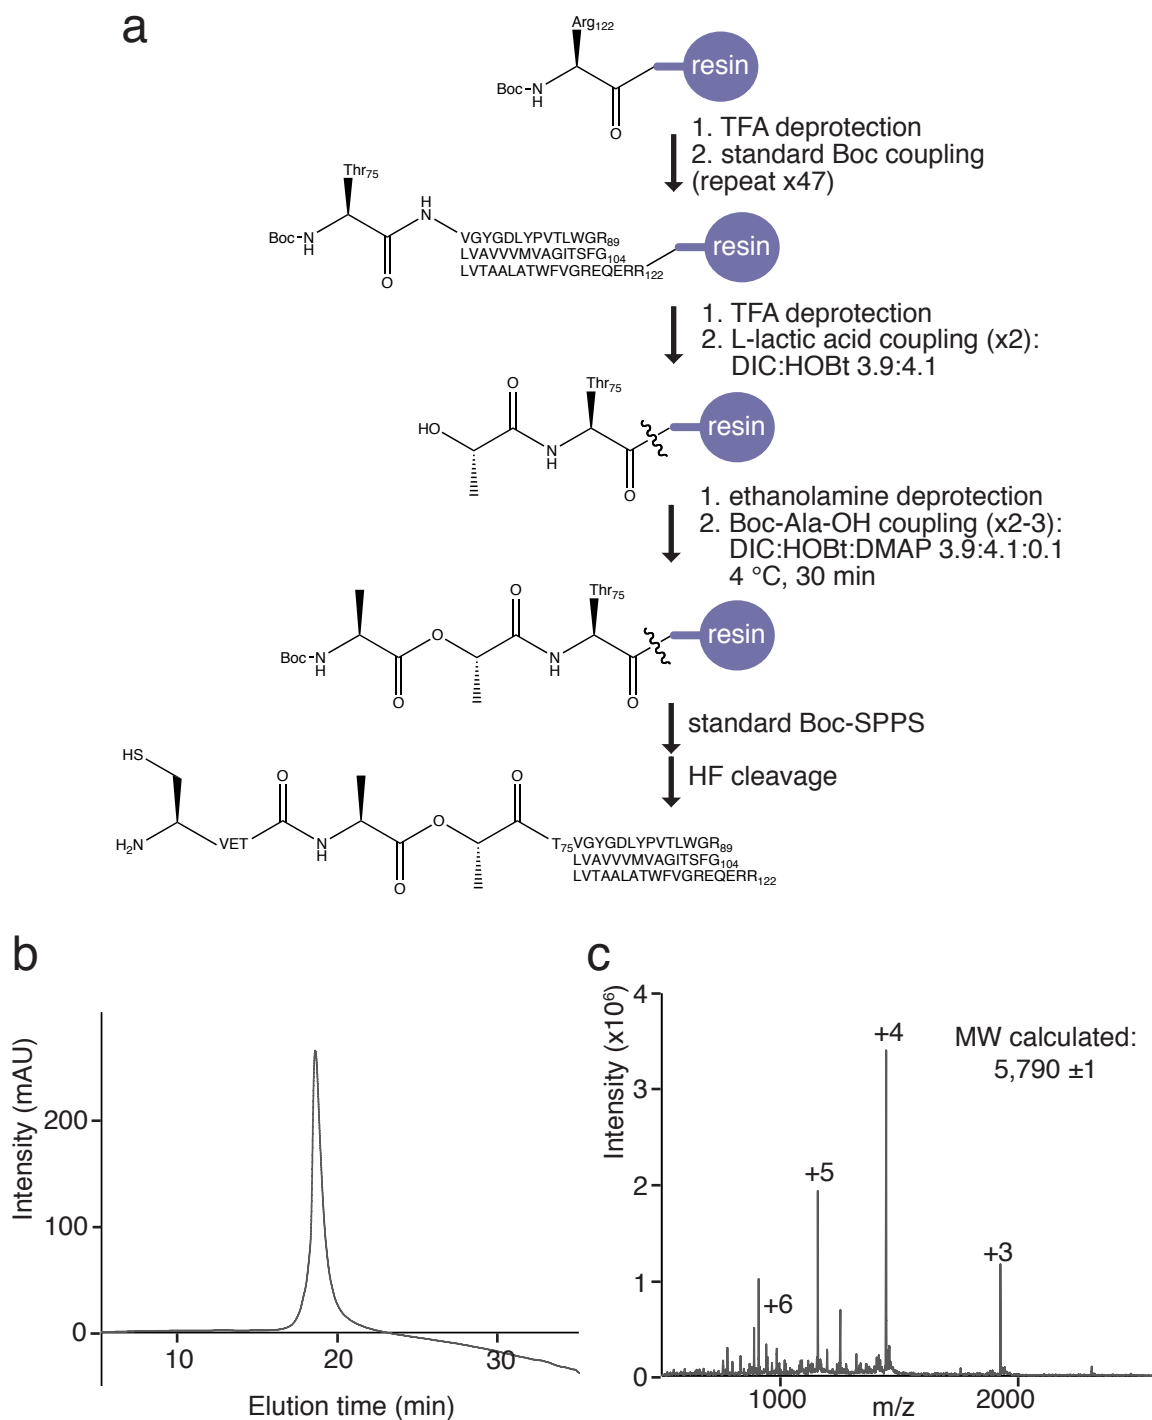 a
Arg122
Boc-N
H
O
resin
1. TFA deprotection
2. standard Boc coupling
(repeat x47)
Thr75
H
N
Boc-N
H
O
VGYGDLYPVTLWGR89
LVAVVVMVAGITSFG104
LVTAALATWFVGREQERR122
resin
1. TFA deprotection
2. L-lactic acid coupling (x2):
DIC:HOBt 3.9:4.1
O
Thr75
HO
N
H
O
resin
1. ethanolamine deprotection
2. Boc-Ala-OH coupling (x2-3):
DIC:HOBt:DMAP 3.9:4.1:0.1
4 °C, 30 min
O
Thr75
O
Boc-N
H
O
N
H
O
resin
standard Boc-SPPS
HF cleavage
HS
O
O
O
H2N
VET
N
H
O
T75VGYGDLYPVTLWGR89
LVAVVVMVAGITSFG104
LVTAALATWFVGREQERR122
b
Intensity (mAU)
200
100
0
10
20
30
Elution time (min)
c
Intensity (x10⁶)
4
3
2
1
0
+4
+5
+6
+3
MW calculated:
5,790 ±1
1000
2000
m/z